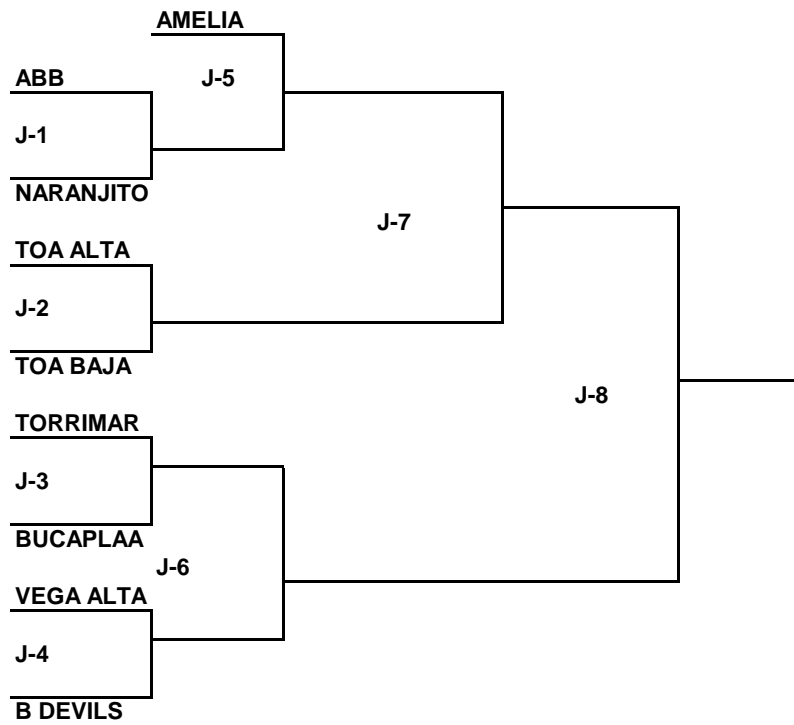 AMELIA
ABB
J-5
J-1
NARANJITO
J-7
TOA ALTA
J-2
TOA BAJA
J-8
TORRIMAR
J-3
BUCAPLAA
J-6
VEGA ALTA
J-4
B DEVILS